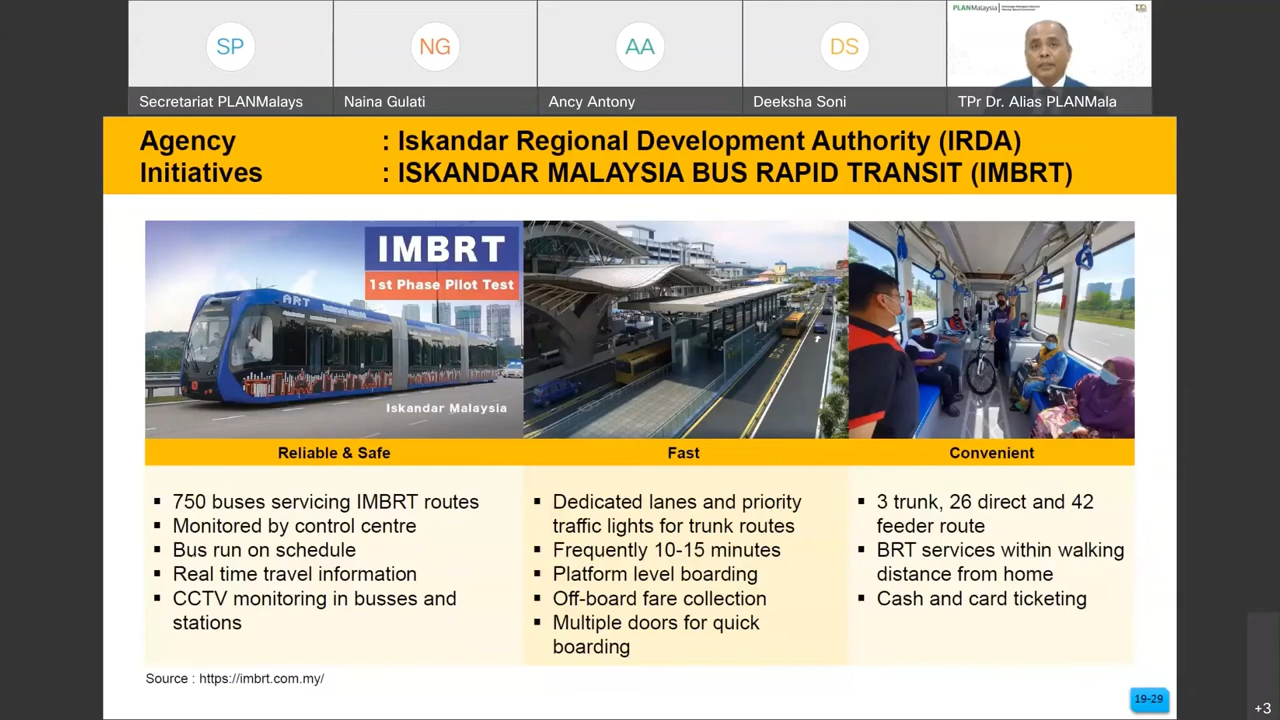 PLANMalaysia
SP
NG
AA
DS
Secretariat PLANMalays
Naina Gulati
Ancy Antony
Deeksha Soni
TPr Dr. Alias PLANMala
Agency : Iskandar Regional Development Authority (IRDA)
Initiatives : ISKANDAR MALAYSIA BUS RAPID TRANSIT (IMBRT)
IMBRT
1st Phase Pilot Test
ART
Iskandar Malaysia
Reliable & Safe
▪ 750 buses servicing IMBRT routes
▪ Monitored by control centre
▪ Bus run on schedule
▪ Real time travel information
▪ CCTV monitoring in busses and
stations
Fast
▪ Dedicated lanes and priority
traffic lights for trunk routes
▪ Frequently 10-15 minutes
▪ Platform level boarding
▪ Off-board fare collection
▪ Multiple doors for quick
boarding
Convenient
▪ 3 trunk, 26 direct and 42
feeder route
▪ BRT services within walking
distance from home
▪ Cash and card ticketing
Source : https://imbrt.com.my/
19-29
+3